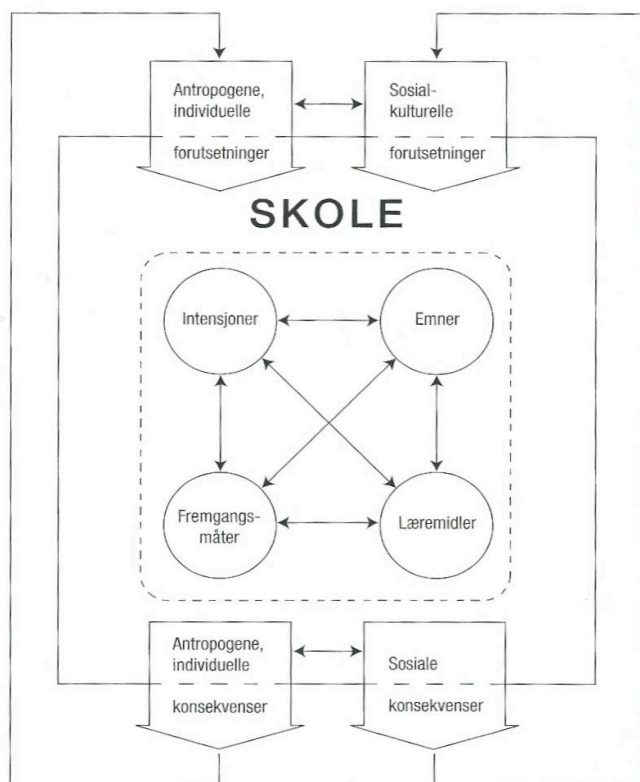 Antropogene,
individuelle
forutsetninger
Sosial-
kulturelle
forutsetninger
SKOLE
Intensjoner
Emner
Fremgangs-
måter
Læremidler
Antropogene,
individuelle
konsekvenser
Sosiale
konsekvenser